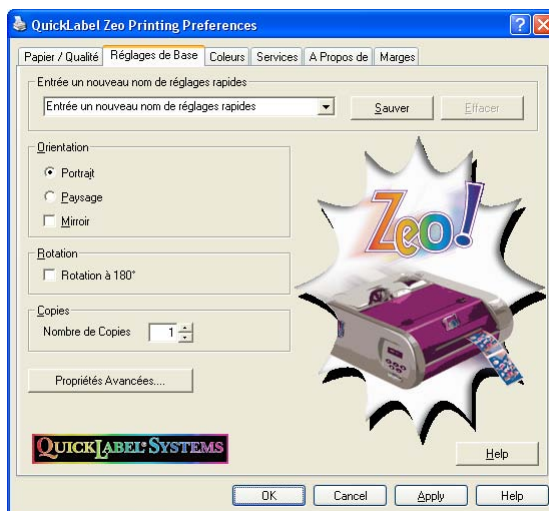 QuickLabel Zeo Printing Preferences
Papier / Qualité Réglages de Base Coleurs Services A Propos de Marges
Entrée un nouveau nom de réglages rapides
Entrée un nouveau nom de réglages rapides Sauver Effacer
Orientation
Portrait
Paysage
Mirroir
Zeo!
Rotation
Rotation à 180°
Copies
Nombre de Copies 1
Propriétés Avancées....
QUICKLABEL SYSTEMS
Help
OK Cancel Apply Help